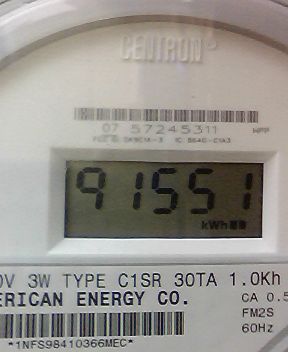 CENTRON
07 57245311
91551
kWh
0V 3W TYPE C1SR 30TA 1.0Kh
ERICAN ENERGY CO.
CA 0.5
FM2S
60Hz
*1NFS98410366MEC*